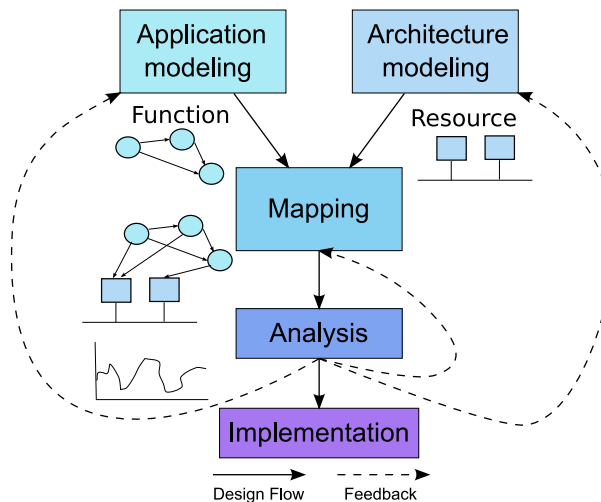 Application
modeling
Architecture
modeling
Function
Resource
Mapping
Analysis
Implementation
Design Flow
Feedback